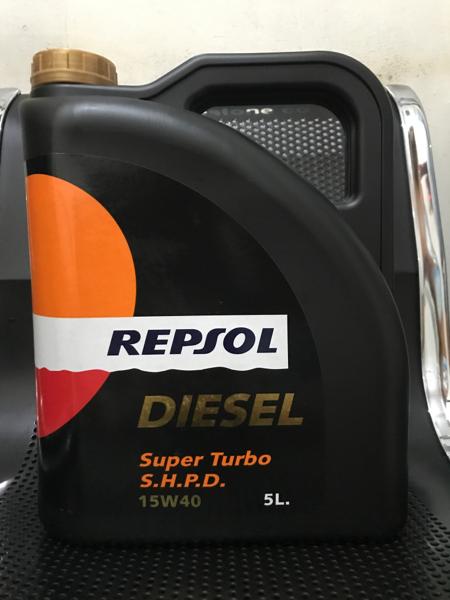 REPSOL
DIESEL
Super Turbo
S.H.P.D.
15W40 5L.